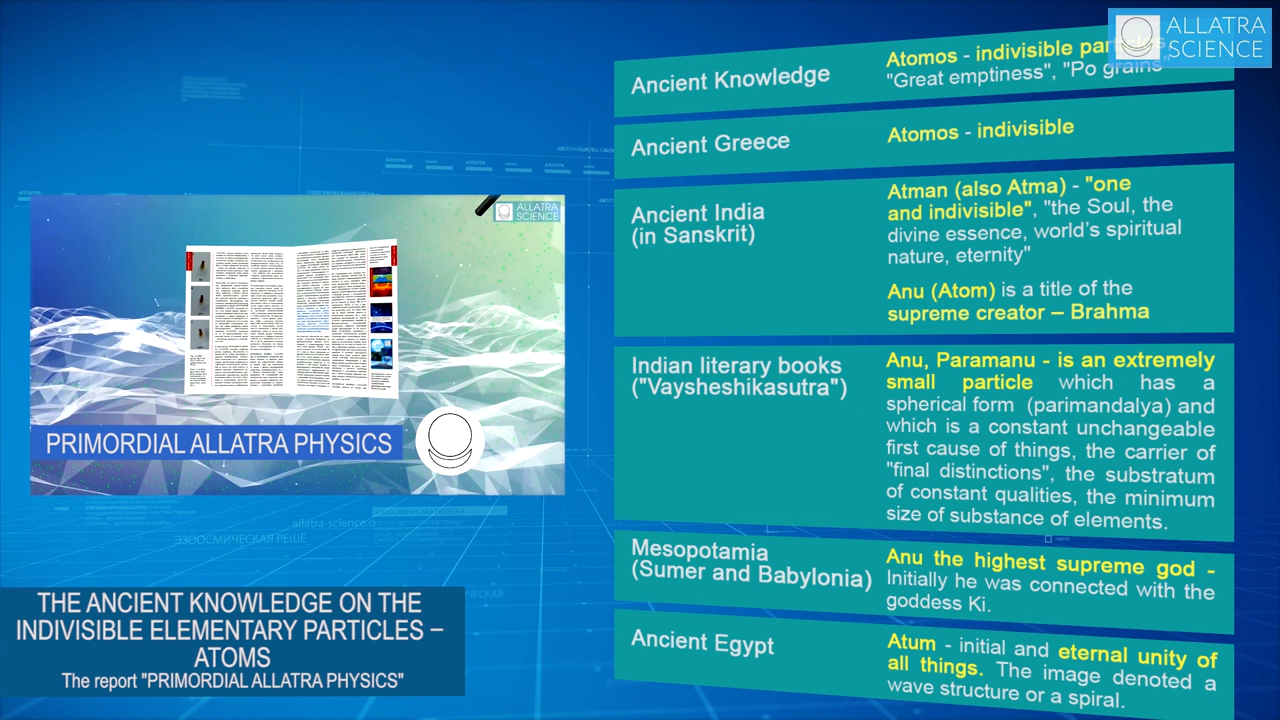 ALLATRA
SCIENCE
Ancient Knowledge
Atomos - indivisible particles,
"Great emptiness", "Po grains"
Ancient Greece
Atomos - indivisible
Ancient India
(in Sanskrit)
Atman (also Atma) - "one
and indivisible", "the Soul, the
divine essence, world's spiritual
nature, eternity"
Anu (Atom) is a title of the
supreme creator – Brahma
Indian literary books
("Vaysheshikasutra")
Anu, Paramanu - is an extremely
small particle which has a
spherical form (parimandalya) and
which is a constant unchangeable
first cause of things, the carrier of
"final distinctions", the substratum
of constant qualities, the minimum
size of substance of elements.
Mesopotamia
(Sumer and Babylonia)
Anu the highest supreme god -
Initially he was connected with the
goddess Ki.
Ancient Egypt
Atum - initial and eternal unity of
all things. The image denoted a
wave structure or a spiral.
ALLATRA
SCIENCE
PRIMORDIAL ALLATRA PHYSICS
allatra-science.o
ЭЗООСМИЧЕСКАЯ РЕШЁ
THE ANCIENT KNOWLEDGE ON THE
INDIVISIBLE ELEMENTARY PARTICLES –
ATOMS
The report "PRIMORDIAL ALLATRA PHYSICS"